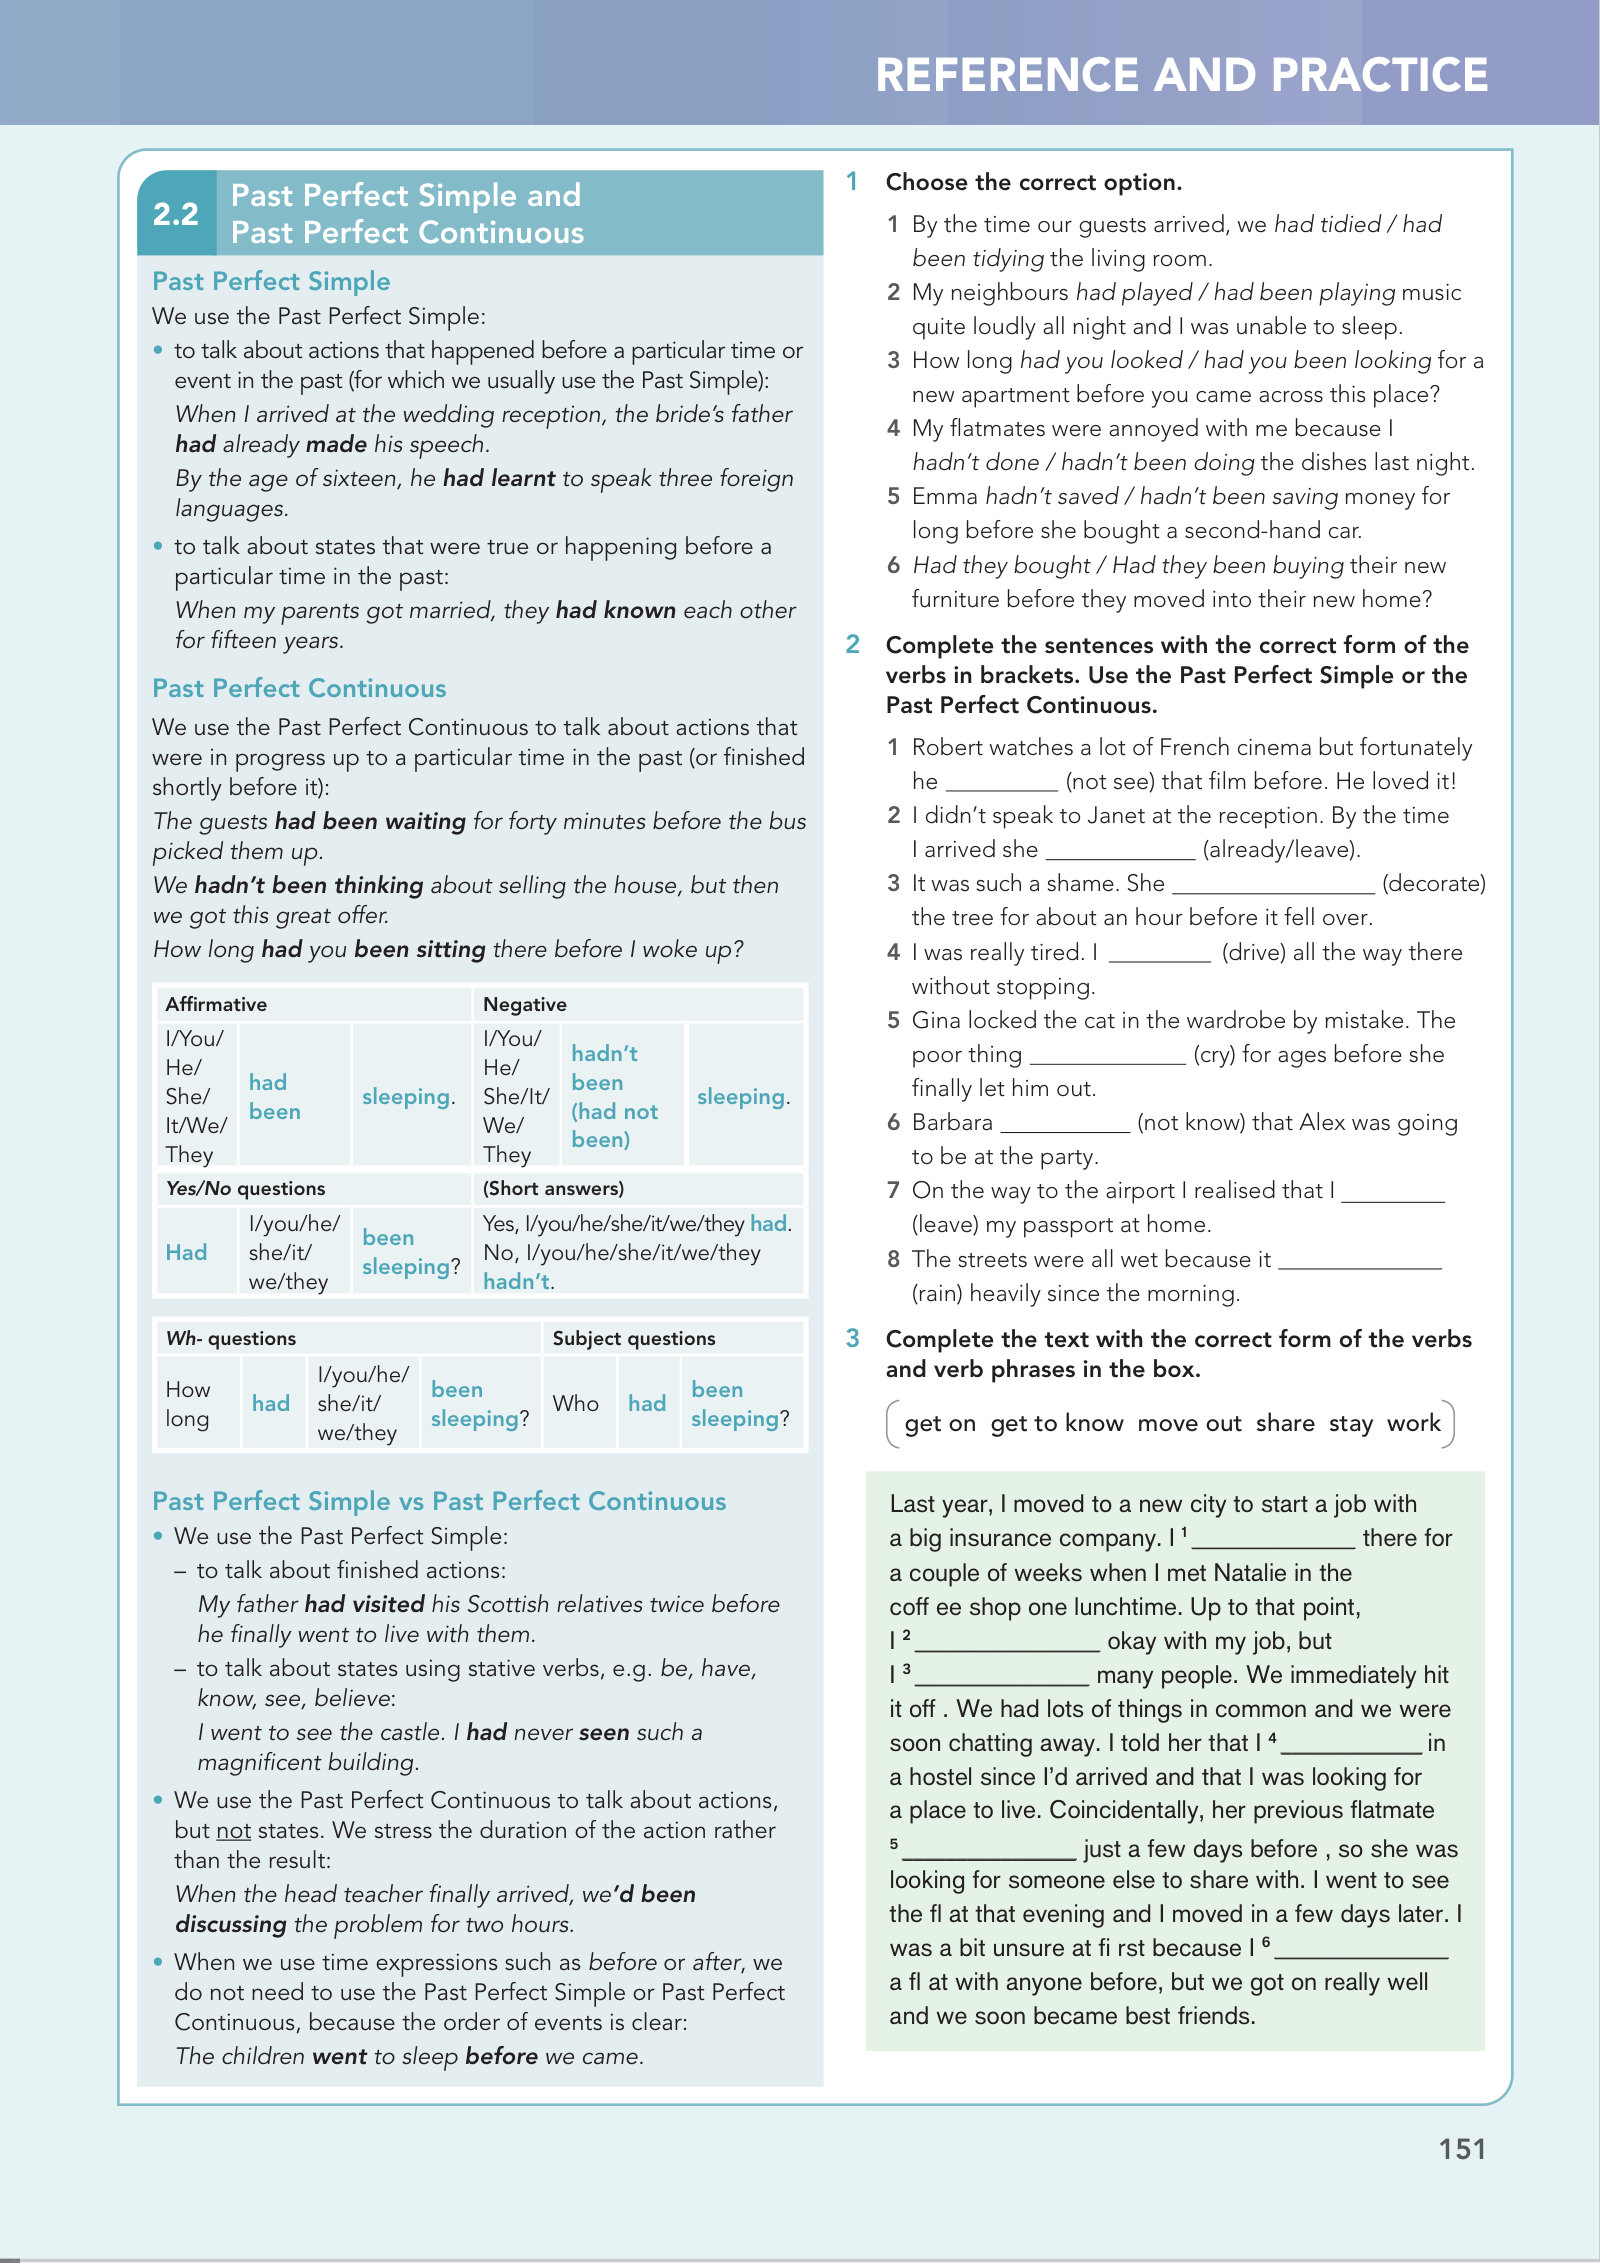 REFERENCE AND PRACTICE
2.2
Past Perfect Simple and
Past Perfect Continuous
Past Perfect Simple
We use the Past Perfect Simple:
• to talk about actions that happened before a particular time or
event in the past (for which we usually use the Past Simple):
When I arrived at the wedding reception, the bride's father
had already made his speech.
By the age of sixteen, he had learnt to speak three foreign
languages.
• to talk about states that were true or happening before a
particular time in the past:
When my parents got married, they had known each other
for fifteen years.
Past Perfect Continuous
We use the Past Perfect Continuous to talk about actions that
were in progress up to a particular time in the past (or finished
shortly before it):
The guests had been waiting for forty minutes before the bus
picked them up.
We hadn't been thinking about selling the house, but then
we got this great offer.
How long had you been sitting there before I woke up?
Affirmative
Negative
I/You/
He/
She/
It/We/
They
had
been
sleeping.
I/You/
He/
She/It/
We/
They
hadn't
been
(had not
been)
sleeping.
Yes/No questions
(Short answers)
Had
I/you/he/
she/it/
we/they
been
sleeping?
Yes, I/you/he/she/it/we/they had.
No, I/you/he/she/it/we/they
hadn't.
Wh- questions
Subject questions
How
long
had
I/you/he/
she/it/
we/they
been
sleeping?
Who
had
been
sleeping?
Past Perfect Simple vs Past Perfect Continuous
• We use the Past Perfect Simple:
– to talk about finished actions:
My father had visited his Scottish relatives twice before
he finally went to live with them.
– to talk about states using stative verbs, e.g. be, have,
know, see, believe:
I went to see the castle. I had never seen such a
magnificent building.
• We use the Past Perfect Continuous to talk about actions,
but not states. We stress the duration of the action rather
than the result:
When the head teacher finally arrived, we'd been
discussing the problem for two hours.
• When we use time expressions such as before or after, we
do not need to use the Past Perfect Simple or Past Perfect
Continuous, because the order of events is clear:
The children went to sleep before we came.
1 Choose the correct option.
1 By the time our guests arrived, we had tidied / had
been tidying the living room.
2 My neighbours had played / had been playing music
quite loudly all night and I was unable to sleep.
3 How long had you looked / had you been looking for a
new apartment before you came across this place?
4 My flatmates were annoyed with me because I
hadn't done / hadn't been doing the dishes last night.
5 Emma hadn't saved / hadn't been saving money for
long before she bought a second-hand car.
6 Had they bought / Had they been buying their new
furniture before they moved into their new home?
2 Complete the sentences with the correct form of the
verbs in brackets. Use the Past Perfect Simple or the
Past Perfect Continuous.
1 Robert watches a lot of French cinema but fortunately
he _________ (not see) that film before. He loved it!
2 I didn't speak to Janet at the reception. By the time
I arrived she ____________ (already/leave).
3 It was such a shame. She ________________ (decorate)
the tree for about an hour before it fell over.
4 I was really tired. I ________ (drive) all the way there
without stopping.
5 Gina locked the cat in the wardrobe by mistake. The
poor thing ____________ (cry) for ages before she
finally let him out.
6 Barbara __________ (not know) that Alex was going
to be at the party.
7 On the way to the airport I realised that I ________
(leave) my passport at home.
8 The streets were all wet because it _____________
(rain) heavily since the morning.
3 Complete the text with the correct form of the verbs
and verb phrases in the box.
get on get to know move out share stay work
Last year, I moved to a new city to start a job with
a big insurance company. I 1 _____________ there for
a couple of weeks when I met Natalie in the
coff ee shop one lunchtime. Up to that point,
I 2 _______________ okay with my job, but
I 3 ______________ many people. We immediately hit
it off . We had lots of things in common and we were
soon chatting away. I told her that I 4 ___________ in
a hostel since I'd arrived and that I was looking for
a place to live. Coincidentally, her previous flatmate
5 ______________ just a few days before , so she was
looking for someone else to share with. I went to see
the fl at that evening and I moved in a few days later. I
was a bit unsure at fi rst because I 6 ______________
a fl at with anyone before, but we got on really well
and we soon became best friends.
151